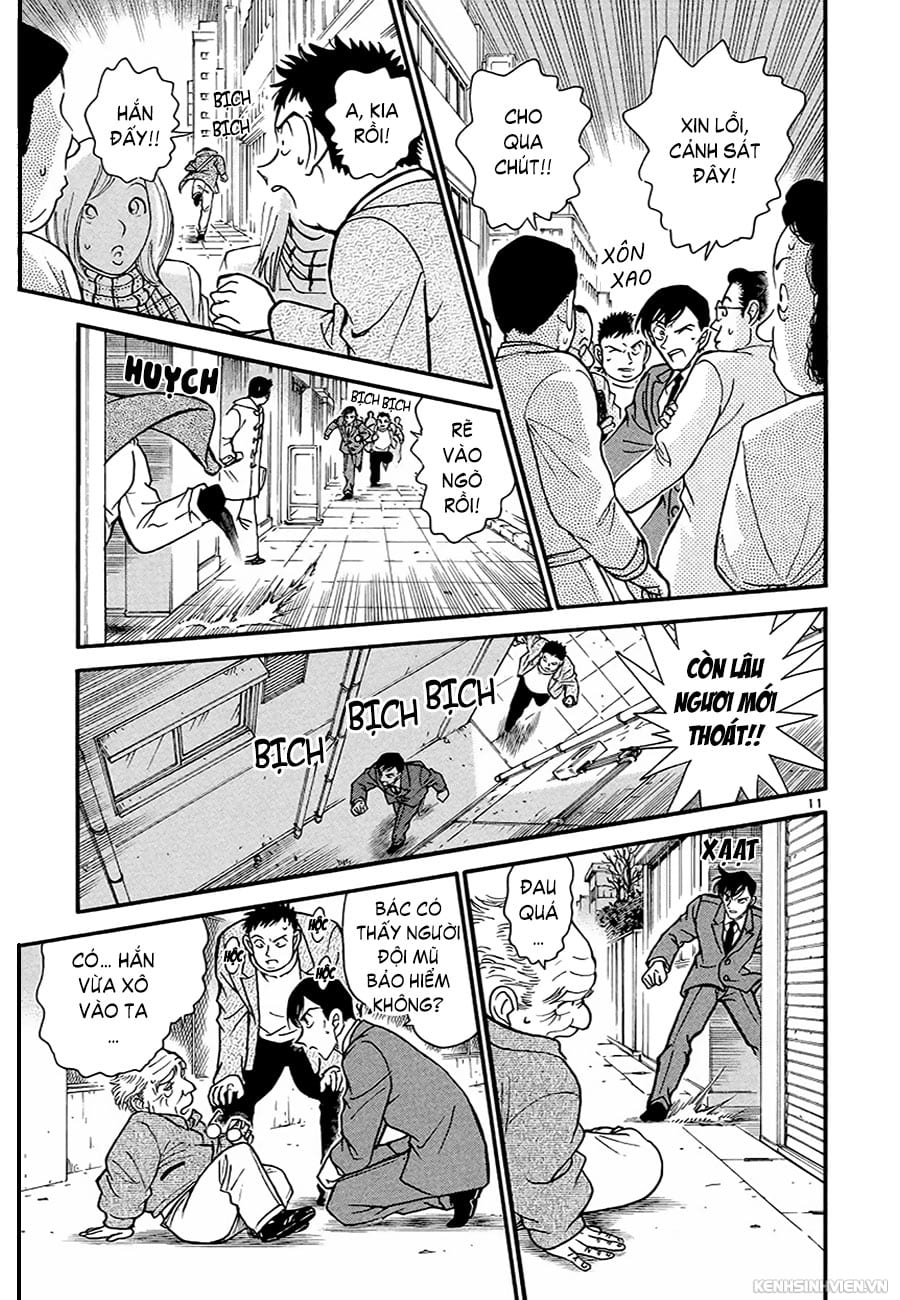 XIN LỖI,
CẢNH SÁT
ĐÂY!
CHO
QUA
CHÚT!!
XÔN
XAO
A, KIA
RỒI!
BỊCH
BỊCH
HẮN
ĐẤY!!
RẼ
VÀO
NGÕ
RỒI!
BỊCH BỊCH
HUỴCH
CÒN LÂU
NGƯƠI MỚI
THOÁT!!
BỊCH BỊCH BỊCH
11
XẠẠT
ĐAU
QUÁ
...
BÁC CÓ
THẤY NGƯỜI
ĐỘI MŨ
BẢO HIỂM
KHÔNG?
HỘC
HỘC
HỘC
HỘC
CÓ... HẮN
VỪA XÔ
VÀO TA
...
KENHSINHVIEN.VN